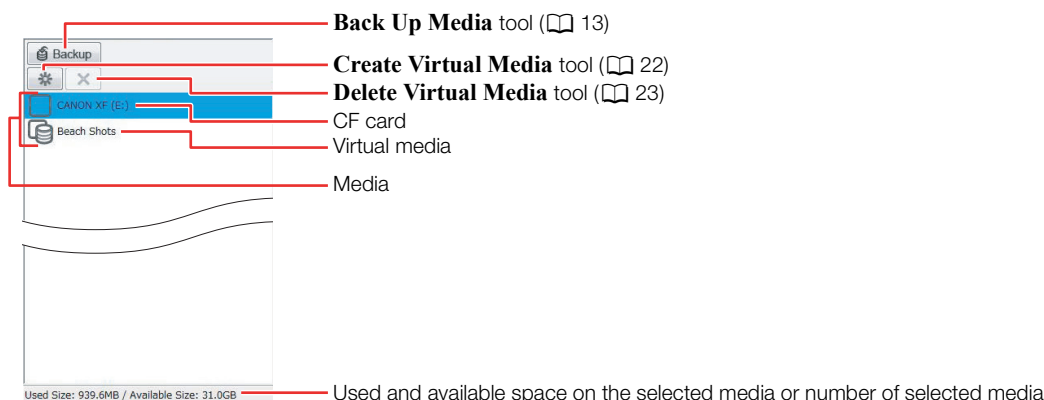 Back Up Media tool (13)
Backup
Create Virtual Media tool (22)
Delete Virtual Media tool (23)
CANON XF (E:)
CF card
Beach Shots
Virtual media
Media
Used Size: 939.6MB / Available Size: 31.0GB
Used and available space on the selected media or number of selected media